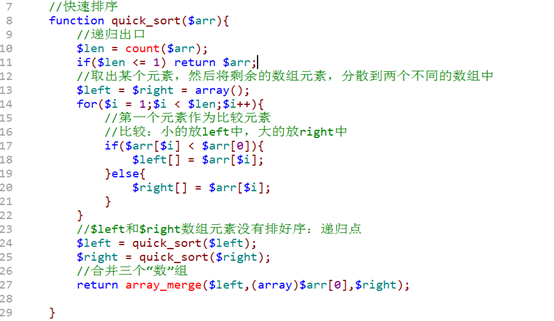 7 //快速排序
8 function quick_sort($arr){
9 //递归出口
10 $len = count($arr);
11 if($len <= 1) return $arr;
12 //取出某个元素，然后将剩余的数组元素，分散到两个不同的数组中
13 $left = $right = array();
14 for($i = 1;$i < $len;$i++){
15 //第一个元素作为比较元素
16 //比较：小的放left中，大的放right中
17 if($arr[$i] < $arr[0]){
18 $left[] = $arr[$i];
19 }else{
20 $right[] = $arr[$i];
21 }
22 }
23 //$left和$right数组元素没有排好序：递归点
24 $left = quick_sort($left);
25 $right = quick_sort($right);
26 //合并三个“数”组
27 return array_merge($left,(array)$arr[0],$right);
28
29 }